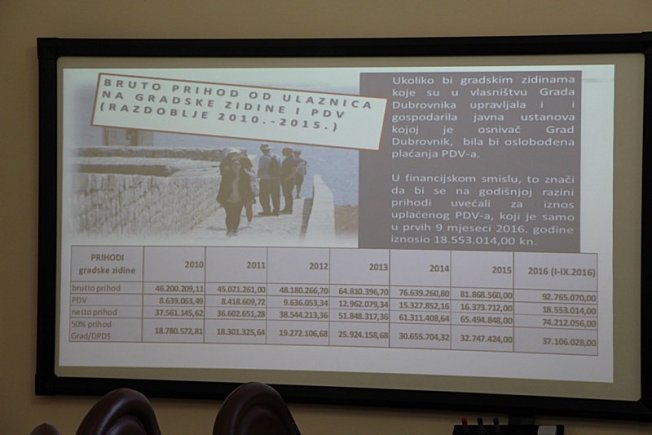 BRUTO PRIHOD OD ULAZNICA
NA GRADSKE ZIDINE I PDV
(RAZDOBLJE 2010.-2015.)
Ukoliko bi gradskim zidinama
koje su u vlasništvu Grada
Dubrovnika upravljala i i
gospodarila javna ustanova
kojoj je osnivač Grad
Dubrovnik, bila bi oslobođena
plaćanja PDV-a.
U financijskom smislu, to znači
da bi se na godišnjoj razini
prihodi uvećali za iznos
uplaćenog PDV-a, koji je samo
u prvih 9 mjeseci 2016. godine
iznosio 18.553.014,00 kn.
PRIHODI gradske zidine 2010 2011 2012 2013 2014 2015 2016 (I-IX.2016)
brutto prihod 46.200.209,11 45.021.261,00 48.180.266,70 64.810.396,70 76.639.260,80 81.868.560,00 92.765.070,00
PDV 8.639.063,49 8.418.609,72 9.636.053,34 12.962.079,34 15.327.852,16 16.373.712,00 18.553.014,00
netto prihod 37.561.145,62 36.602.651,28 38.544.213,36 51.848.317,36 61.311.408,64 65.494.848,00 74.212.056,00
50% prihod Grad/DPDS 18.780.572,81 18.301.325,64 19.272.106,68 25.924.158,68 30.655.704,32 32.747.424,00 37.106.028,00